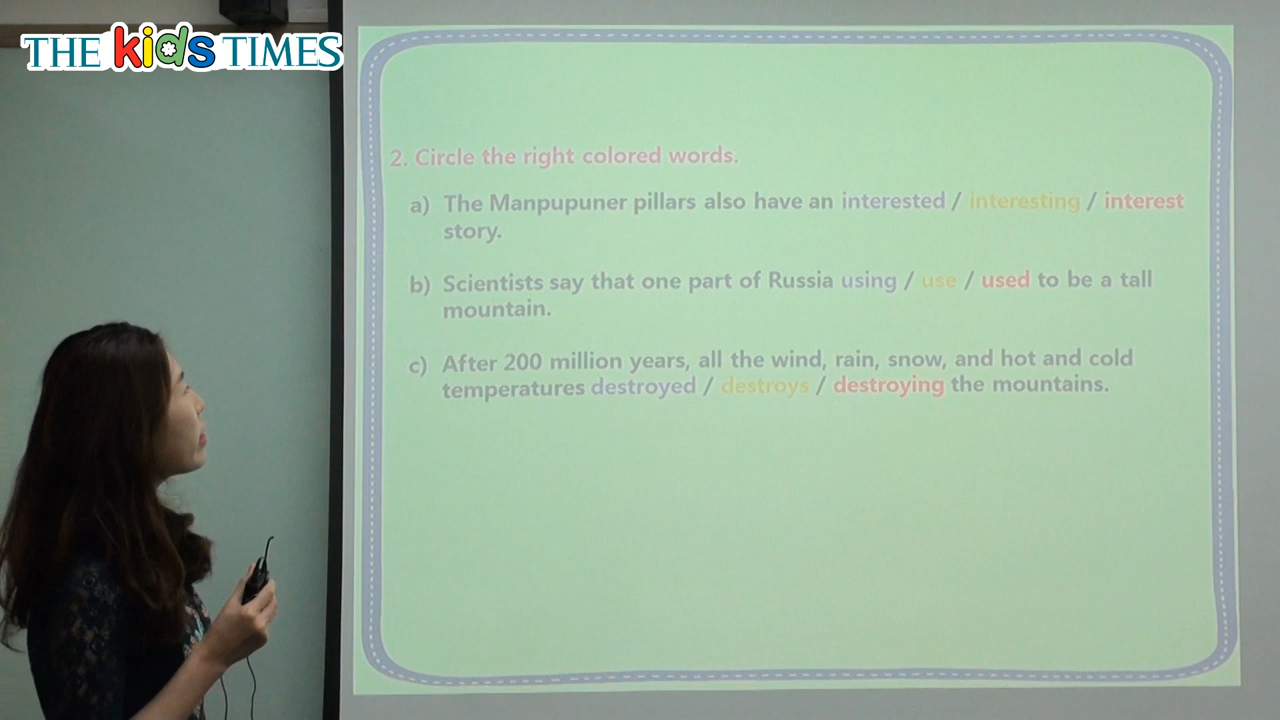 THE kids TIMES
2. Circle the right colored words.
a) The Manpupuner pillars also have an interested / interesting / interest
story.
b) Scientists say that one part of Russia using / use / used to be a tall
mountain.
c) After 200 million years, all the wind, rain, snow, and hot and cold
temperatures destroyed / destroys / destroying the mountains.